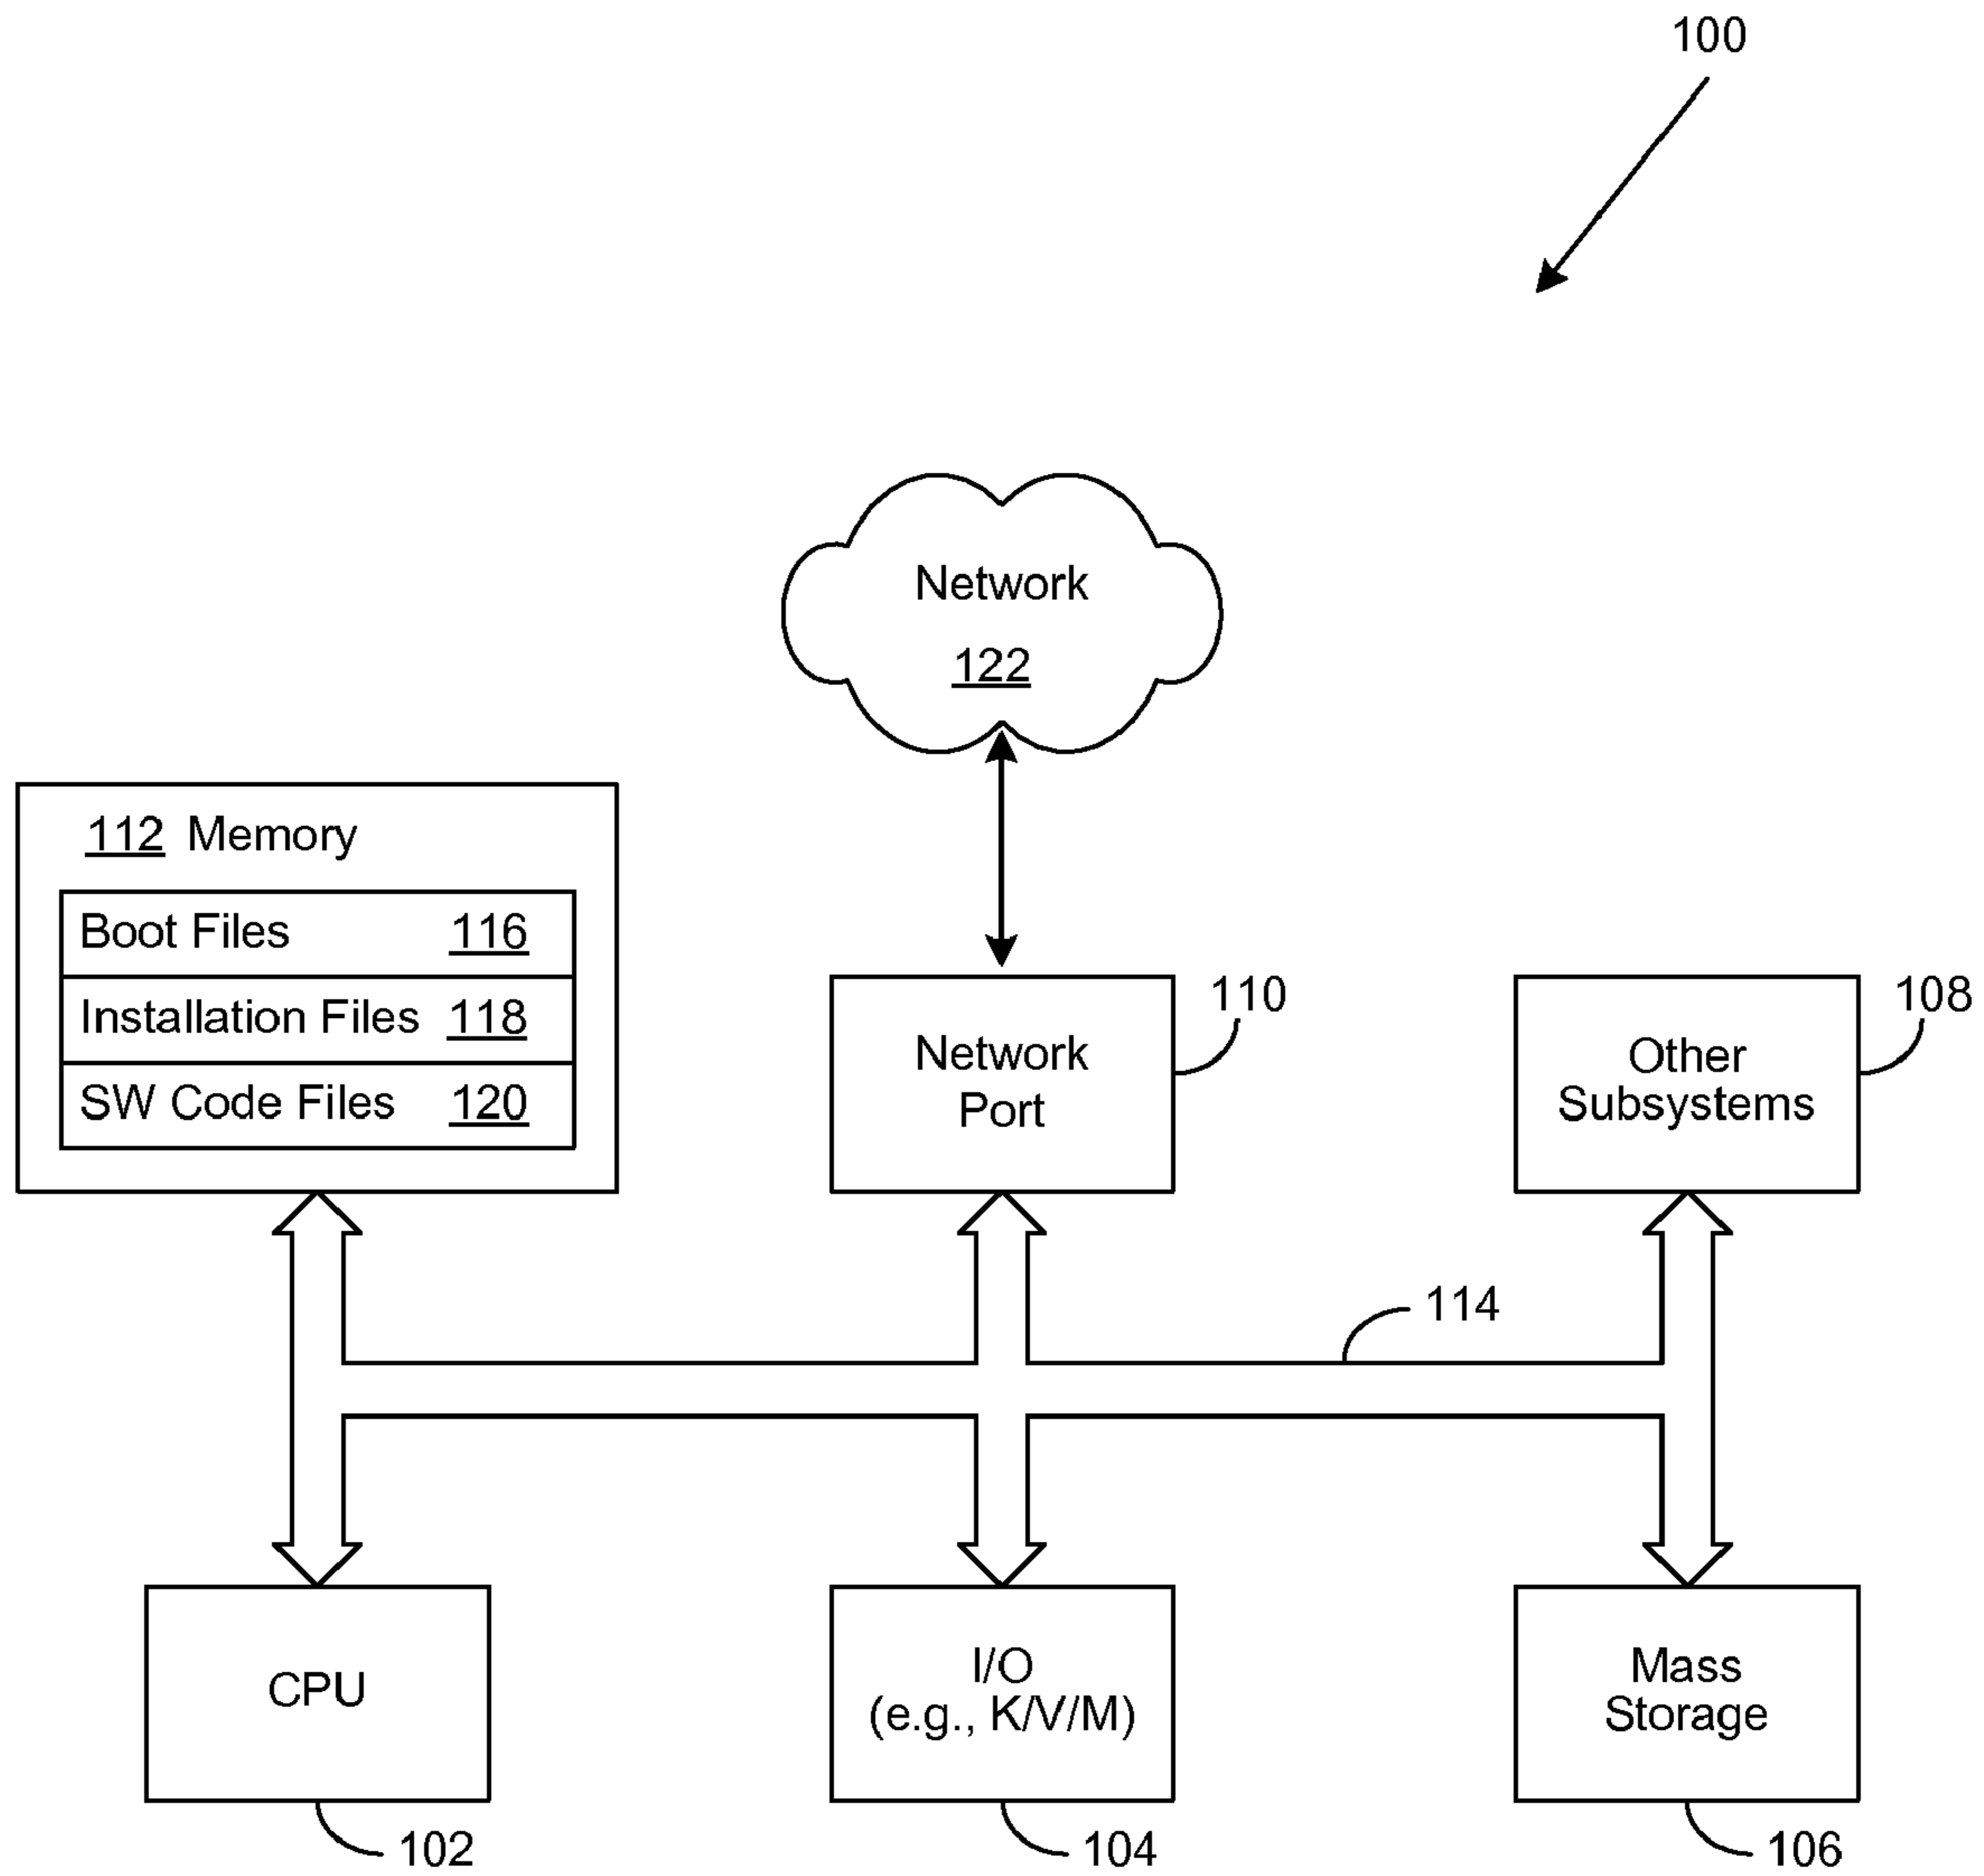 100
Network
122
112 Memory
Boot Files 116
Installation Files 118
SW Code Files 120
Network
Port
110
Other
Subsystems
108
114
CPU
102
I/O
(e.g., K/V/M)
104
Mass
Storage
106